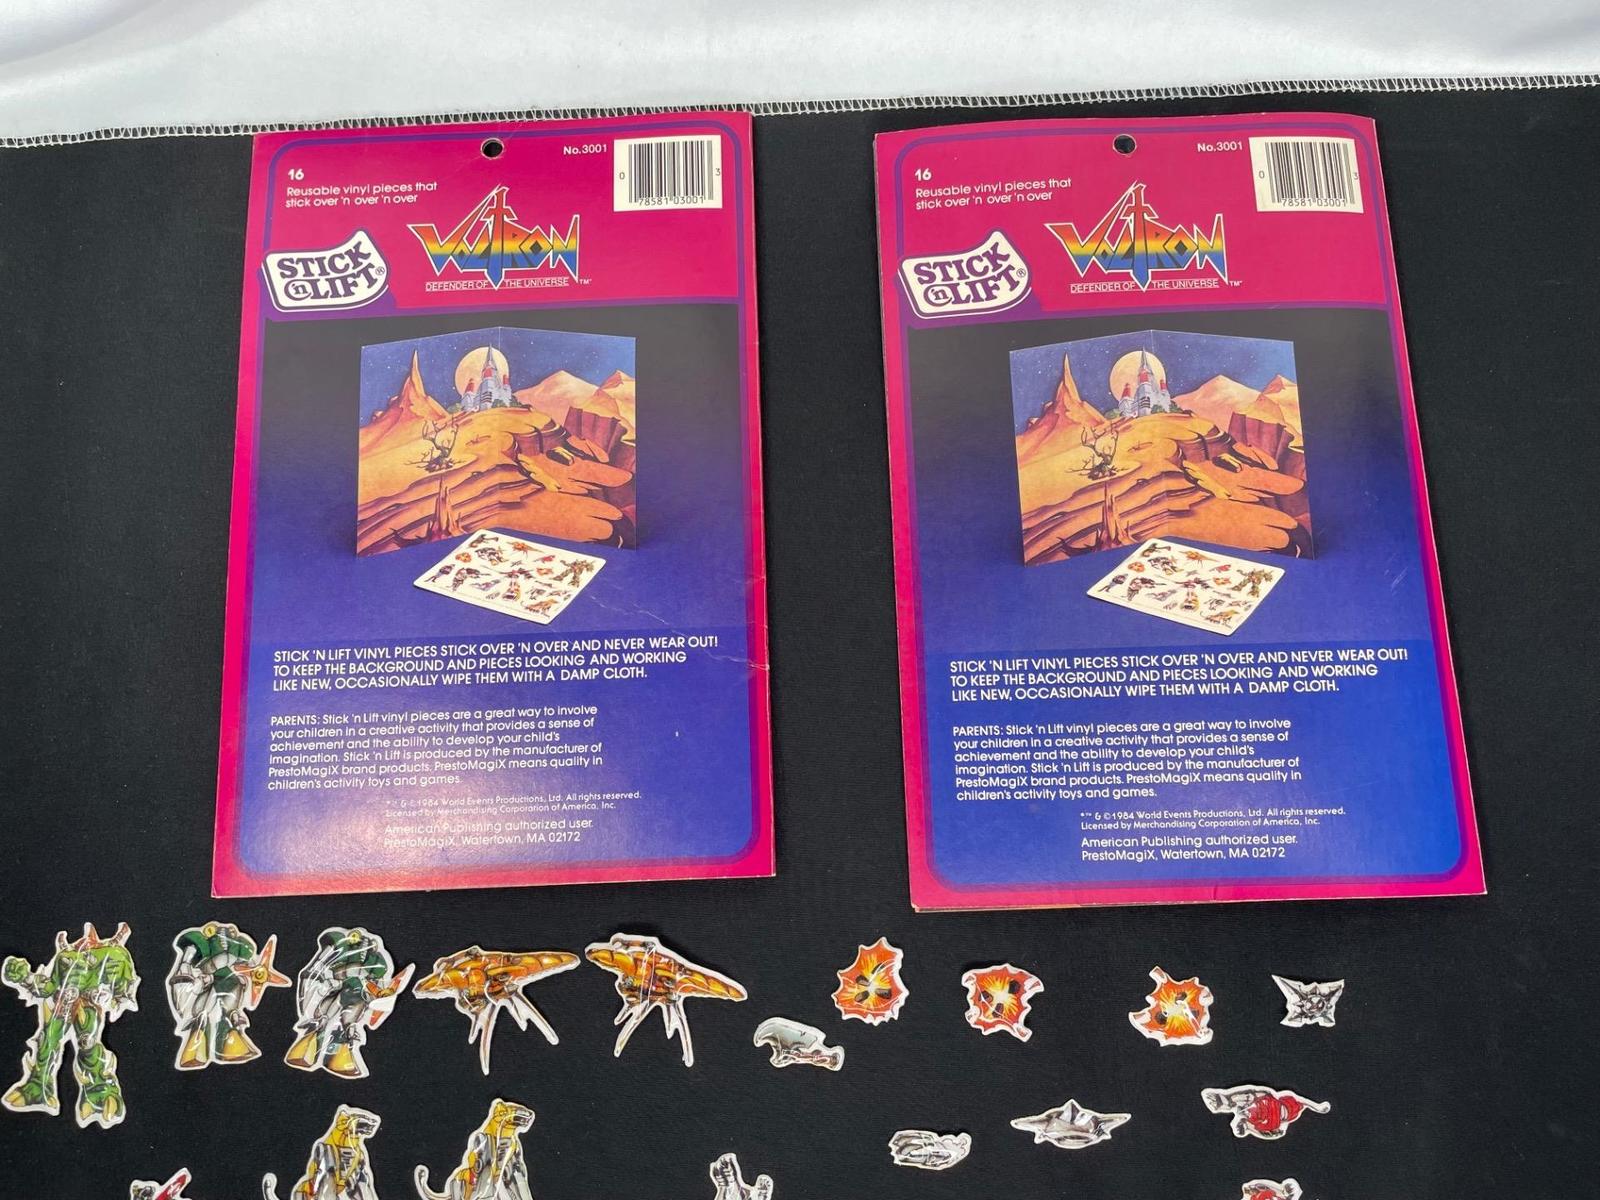 No.3001
16
Reusable vinyl pieces that
stick over 'n over 'n over
0 78581 03001 3
STICK
'n LIFT®
VOLTRON
DEFENDER OF THE UNIVERSE ™
STICK 'N LIFT VINYL PIECES STICK OVER 'N OVER AND NEVER WEAR OUT!
TO KEEP THE BACKGROUND AND PIECES LOOKING AND WORKING
LIKE NEW, OCCASIONALLY WIPE THEM WITH A DAMP CLOTH.
PARENTS: Stick 'n Lift vinyl pieces are a great way to involve
your children in a creative activity that provides a sense of
achievement and the ability to develop your child's
imagination. Stick 'n Lift is produced by the manufacturer of
PrestoMagiX brand products. PrestoMagiX means quality in
children's activity toys and games.
*™ & © 1984 World Events Productions, Ltd. All rights reserved.
Licensed by Merchandising Corporation of America, Inc.
American Publishing authorized user.
PrestoMagiX, Watertown, MA 02172
No.3001
16
Reusable vinyl pieces that
stick over 'n over 'n over
0 78581 03001 3
STICK
'n LIFT®
VOLTRON
DEFENDER OF THE UNIVERSE ™
STICK 'N LIFT VINYL PIECES STICK OVER 'N OVER AND NEVER WEAR OUT!
TO KEEP THE BACKGROUND AND PIECES LOOKING AND WORKING
LIKE NEW, OCCASIONALLY WIPE THEM WITH A DAMP CLOTH.
PARENTS: Stick 'n Lift vinyl pieces are a great way to involve
your children in a creative activity that provides a sense of
achievement and the ability to develop your child's
imagination. Stick 'n Lift is produced by the manufacturer of
PrestoMagiX brand products. PrestoMagiX means quality in
children's activity toys and games.
*™ & © 1984 World Events Productions, Ltd. All rights reserved.
Licensed by Merchandising Corporation of America, Inc.
American Publishing authorized user.
PrestoMagiX, Watertown, MA 02172